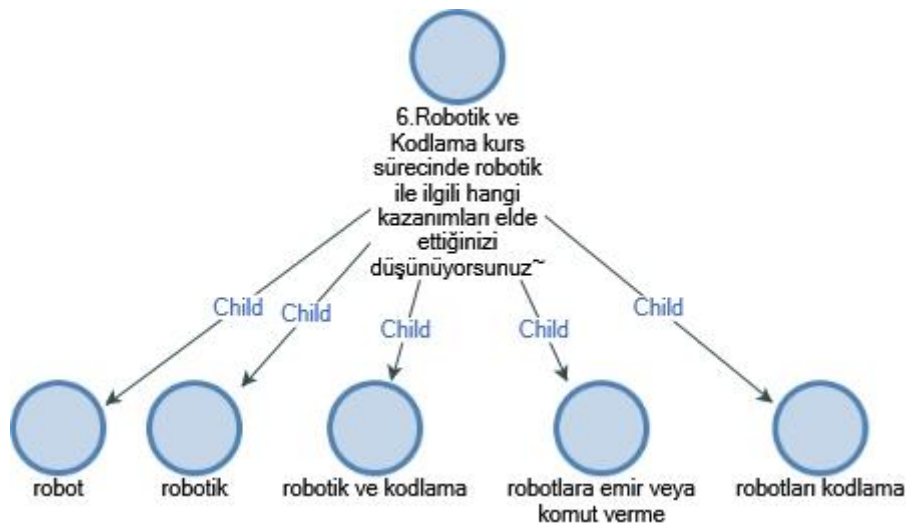 6.Robotik ve
Kodlama kurs
sürecinde robotik
ile ilgili hangi
kazanımları elde
ettiğinizi
düşünüyorsunuz~
Child
Child
Child
Child
Child
robot
robotik
robotik ve kodlama
robotlara emir veya
komut verme
robotları kodlama